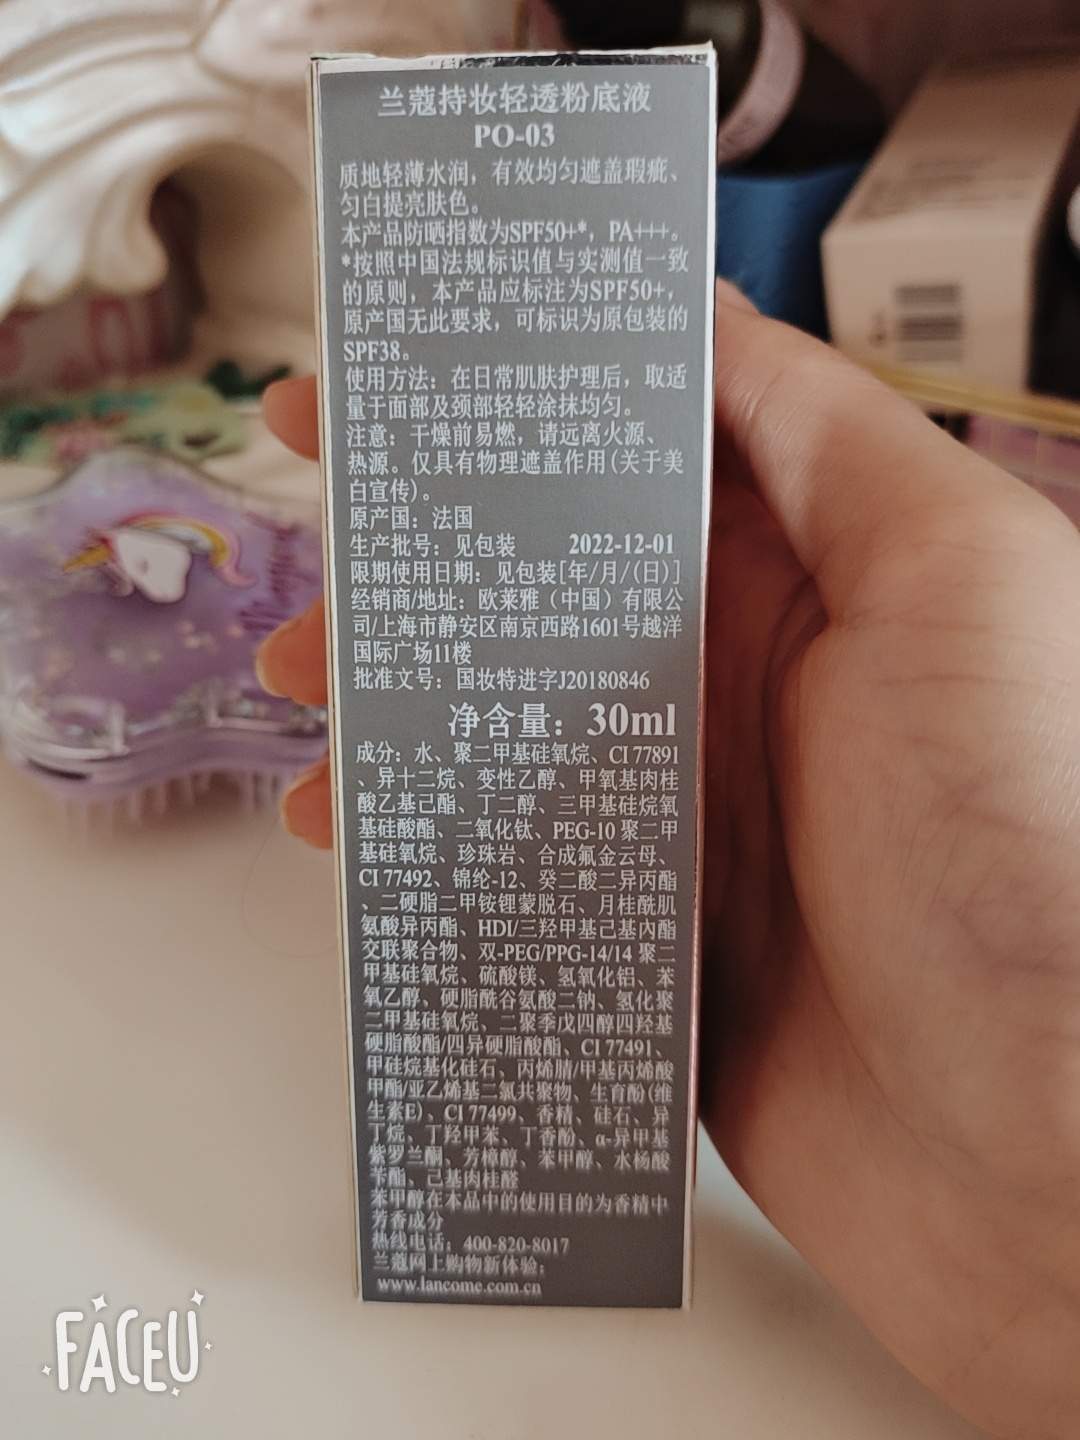 兰蔻持妆轻透粉底液
PO-03
质地轻薄水润，有效均匀遮盖瑕疵、
匀白提亮肤色。
本产品防晒指数为SPF50+*，PA+++。
*按照中国法规标识值与实测值一致
的原则，本产品应标注为SPF50+，
原产国无此要求，可标识为原包装的
SPF38。
使用方法：在日常肌肤护理后，取适
量于面部及颈部轻轻涂抹均匀。
注意：干燥前易燃，请远离火源、
热源。仅具有物理遮盖作用(关于美
白宣传)。
原产国：法国
生产批号：见包装 2022-12-01
限期使用日期：见包装[年/月/(日)]
经销商/地址：欧莱雅（中国）有限公
司/上海市静安区南京西路1601号越洋
国际广场11楼
批准文号：国妆特进字J20180846
净含量：30ml
成分：水、聚二甲基硅氧烷、CI 77891
、异十二烷、变性乙醇、甲氧基肉桂
酸乙基己酯、丁二醇、三甲基硅烷氧
基硅酸酯、二氧化钛、PEG-10 聚二甲
基硅氧烷、珍珠岩、合成氟金云母、
CI 77492、锦纶-12、癸二酸二异丙酯
、二硬脂二甲铵锂蒙脱石、月桂酰肌
氨酸异丙酯、HDI/三羟甲基己基内酯
交联聚合物、双-PEG/PPG-14/14 聚二
甲基硅氧烷、硫酸镁、氢氧化铝、苯
氧乙醇、硬脂酰谷氨酸二钠、氢化聚
二甲基硅氧烷、二聚季戊四醇四羟基
硬脂酸酯/四异硬脂酸酯、CI 77491、
甲硅烷基化硅石、丙烯腈/甲基丙烯酸
甲酯/亚乙烯基二氯共聚物、生育酚(维
生素E)、CI 77499、香精、硅石、异
丁烷、丁羟甲苯、丁香酚、α-异甲基
紫罗兰酮、芳樟醇、苯甲醇、水杨酸
苄酯、己基肉桂醛
苯甲醇在本品中的使用目的为香精中
芳香成分
热线电话：400-820-8017
兰蔻网上购物新体验：
www.lancome.com.cn
FACEU